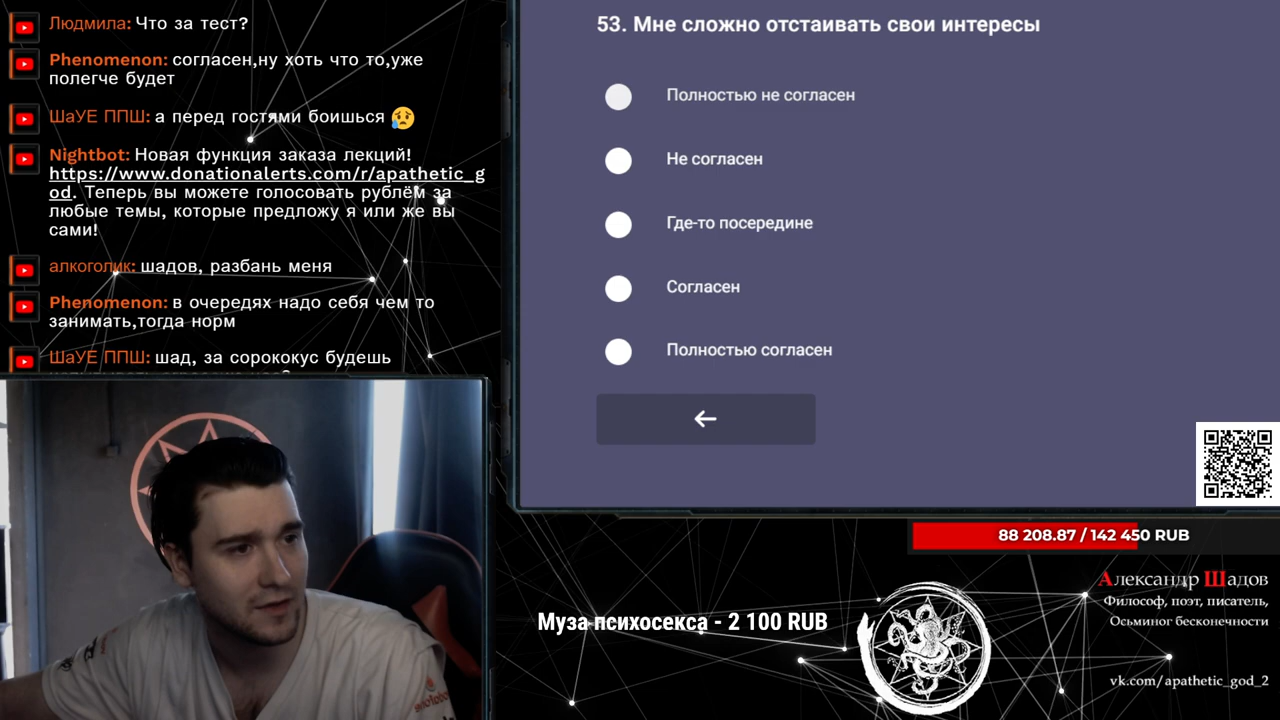 Людмила: Что за тест?
Phenomenon: согласен,ну хоть что то,уже
полегче будет
ШаУЕ ППШ: а перед гостями боишься 😥
Nightbot: Новая функция заказа лекций!
https://www.donationalerts.com/r/apathetic_g
od. Теперь вы можете голосовать рублём за
любые темы, которые предложу я или же вы
сами!
алкоголик: шадов, разбань меня
Phenomenon: в очередях надо себя чем то
занимать,тогда норм
ШаУЕ ППШ: шад, за сорококус будешь
53. Мне сложно отстаивать свои интересы
Полностью не согласен
Не согласен
Где-то посередине
Согласен
Полностью согласен
88 208.87 / 142 450 RUB
Муза психосекса - 2 100 RUB
Александр Шадов
Философ, поэт, писатель,
Осьминог бесконечности
vk.com/apathetic_god_2